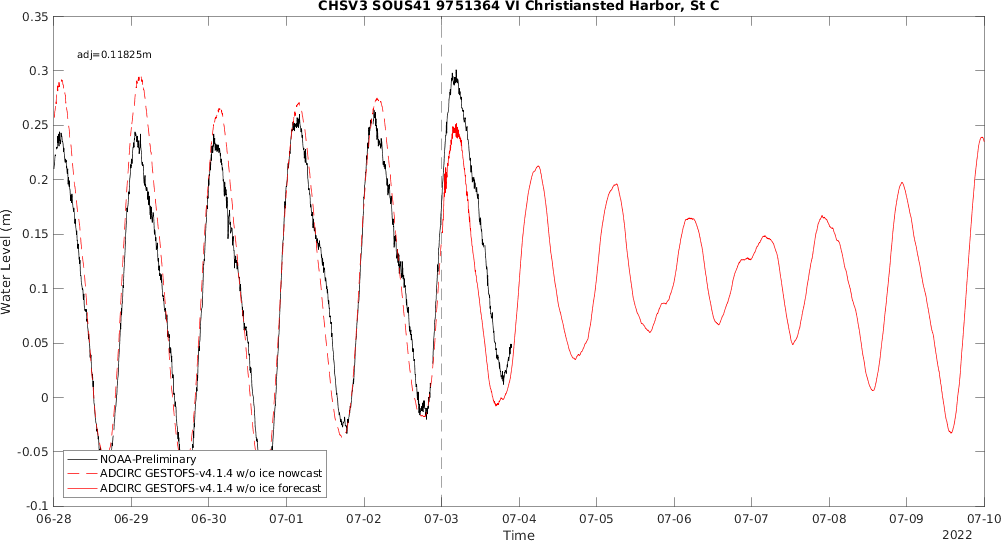 CHSV3 SOUS41 9751364 VI Christiansted Harbor, St C
0.35
adj=0.11825m
0.3
0.25
0.2
0.15
0.1
0.05
0
-0.05
-0.1
Water Level (m)
NOAA-Preliminary
ADCIRC GESTOFS-v4.1.4 w/o ice nowcast
ADCIRC GESTOFS-v4.1.4 w/o ice forecast
06-28 06-29 06-30 07-01 07-02 07-03 07-04 07-05 07-06 07-07 07-08 07-09 07-10
Time
2022